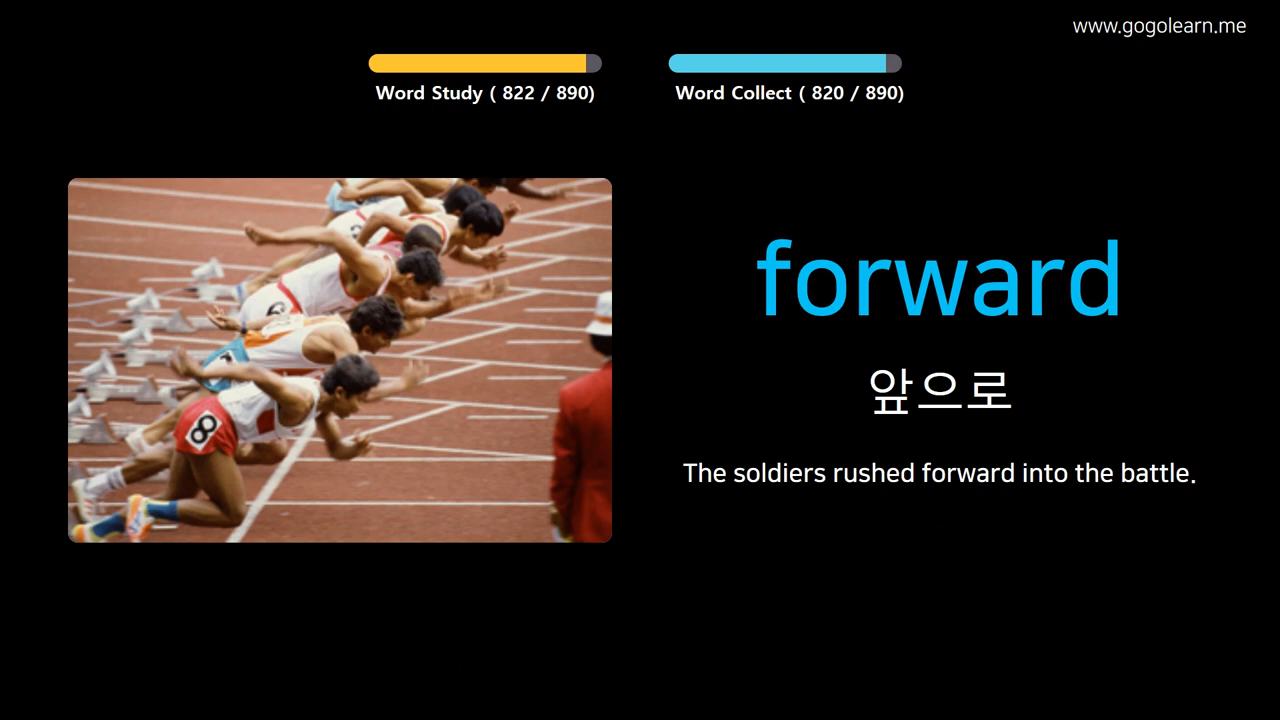 www.gogolearn.me
Word Study ( 822 / 890)
Word Collect ( 820 / 890)
forward
앞으로
The soldiers rushed forward into the battle.
8